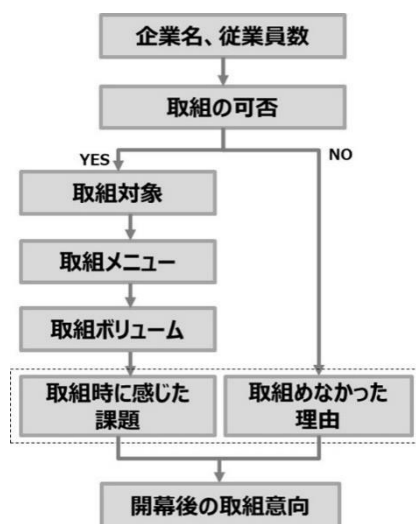 企業名、従業員数
取組の可否
YES
NO
取組対象
取組メニュー
取組ボリューム
取組時に感じた
課題
取組めなかった
理由
開幕後の取組意向